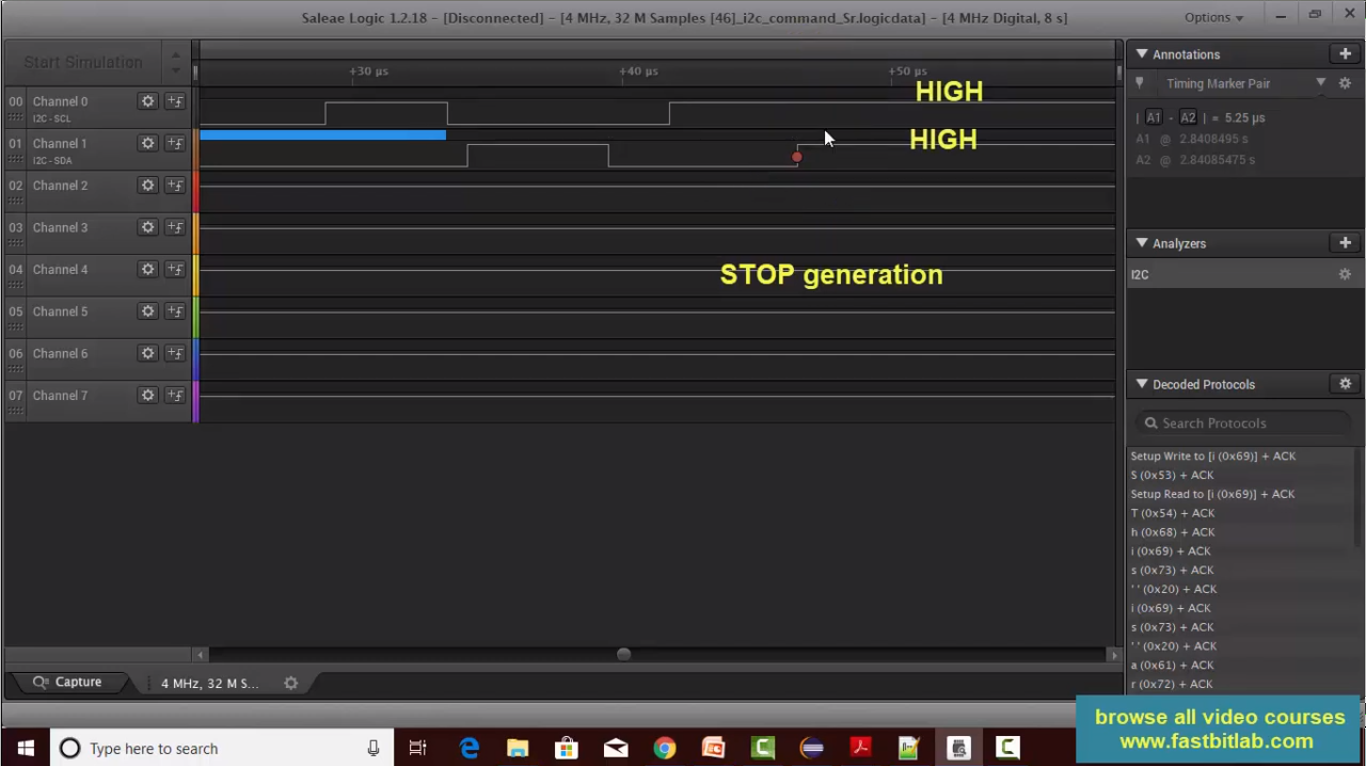 Saleae Logic 1.2.18 - [Disconnected] - [4 MHz, 32 M Samples [46]_i2c_command_Sr.logicdata] - [4 MHz Digital, 8 s]
Options
Start Simulation
+30 µs
+40 µs
+50 µs
HIGH
HIGH
00 Channel 0
I2C - SCL
01 Channel 1
I2C - SDA
02 Channel 2
03 Channel 3
04 Channel 4
STOP generation
05 Channel 5
06 Channel 6
07 Channel 7
Annotations
Timing Marker Pair
| A1 - A2 | = 5.25 µs
A1 @ 2.8408495 s
A2 @ 2.84085475 s
Analyzers
I2C
Decoded Protocols
Search Protocols
Setup Write to [i (0x69)] + ACK
S (0x53) + ACK
Setup Read to [i (0x69)] + ACK
T (0x54) + ACK
h (0x68) + ACK
i (0x69) + ACK
s (0x73) + ACK
' ' (0x20) + ACK
i (0x69) + ACK
s (0x73) + ACK
' ' (0x20) + ACK
a (0x61) + ACK
r (0x72) + ACK
Capture
4 MHz, 32 M S...
browse all video courses
www.fastbitlab.com
Type here to search